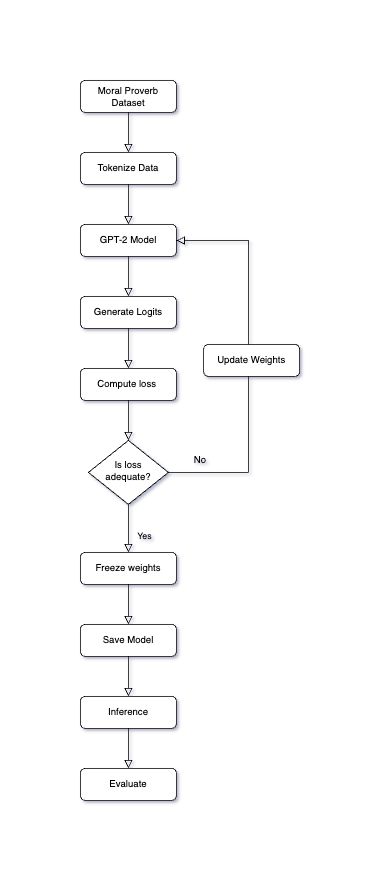 Moral Proverb
Dataset
Tokenize Data
GPT-2 Model
Generate Logits
Update Weights
Compute loss
Is loss
adequate?
No
Yes
Freeze weights
Save Model
Inference
Evaluate